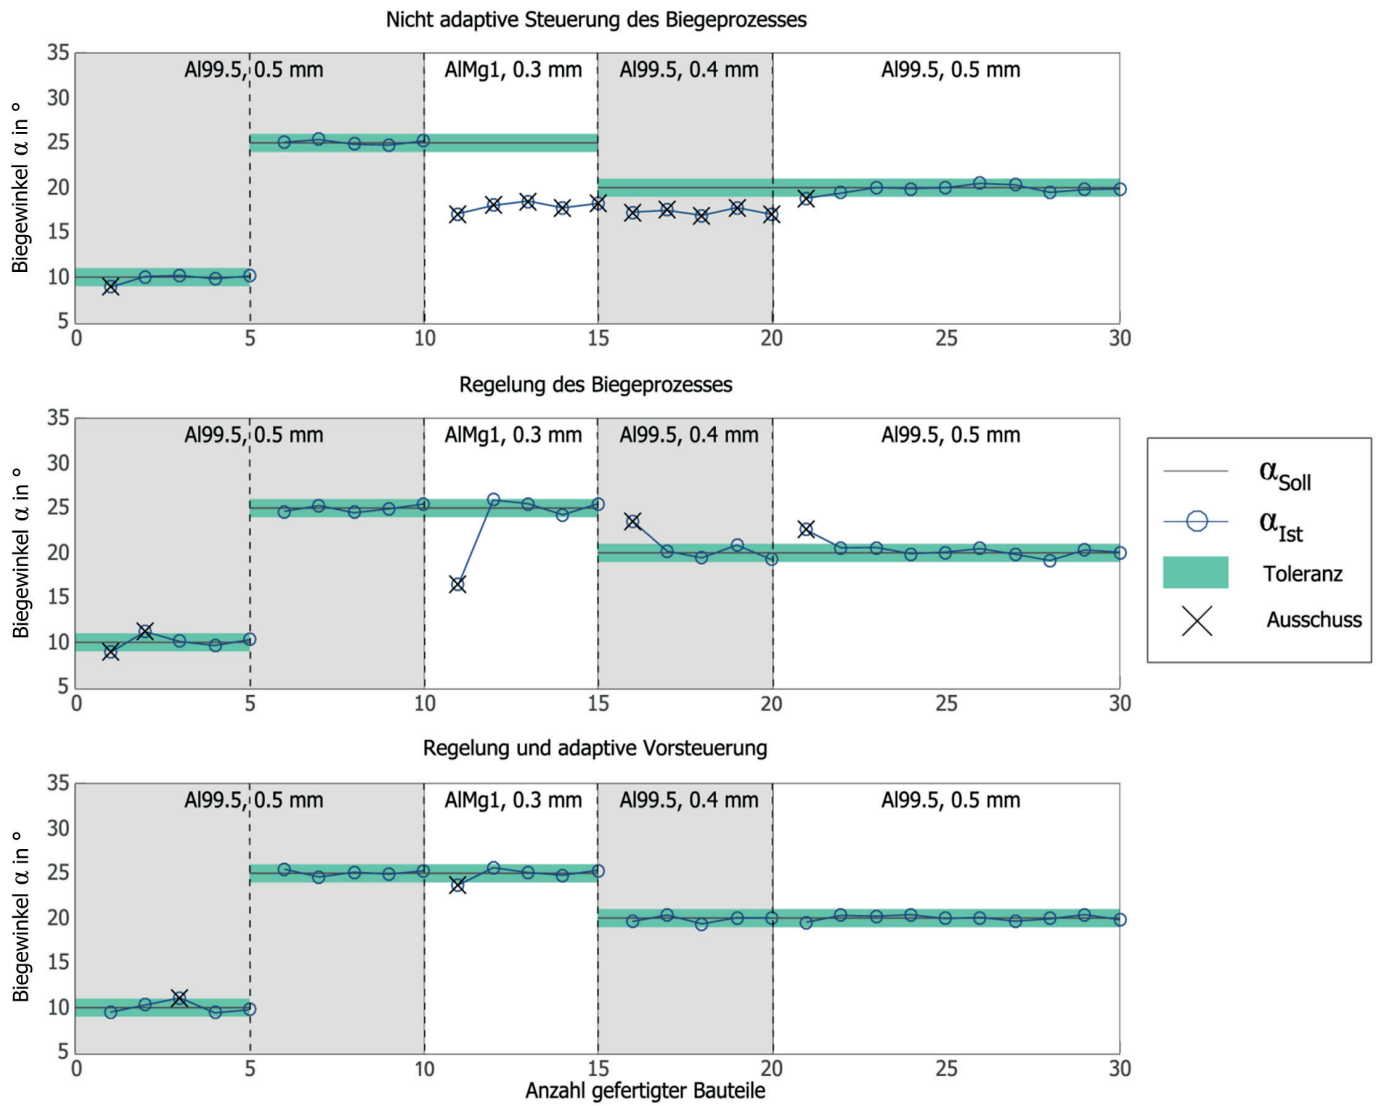 Nicht adaptive Steuerung des Biegeprozesses
35
30
25
20
15
10
5
Biegewinkel α in °
Al99.5, 0.5 mm
AlMg1, 0.3 mm
Al99.5, 0.4 mm
Al99.5, 0.5 mm
0 5 10 15 20 25 30
Regelung des Biegeprozesses
35
30
25
20
15
10
5
Biegewinkel α in °
Al99.5, 0.5 mm
AlMg1, 0.3 mm
Al99.5, 0.4 mm
Al99.5, 0.5 mm
0 5 10 15 20 25 30
αSoll
αIst
Toleranz
Ausschuss
Regelung und adaptive Vorsteuerung
35
30
25
20
15
10
5
Biegewinkel α in °
Al99.5, 0.5 mm
AlMg1, 0.3 mm
Al99.5, 0.4 mm
Al99.5, 0.5 mm
0 5 10 15 20 25 30
Anzahl gefertigter Bauteile